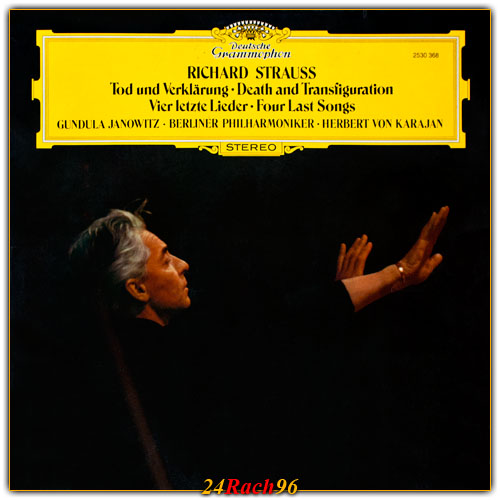 Deutsche
Grammophon
2530 368
RICHARD STRAUSS
Tod und Verklärung · Death and Transfiguration
Vier letzte Lieder · Four Last Songs
GUNDULA JANOWITZ · BERLINER PHILHARMONIKER · HERBERT VON KARAJAN
STEREO
24Rach96